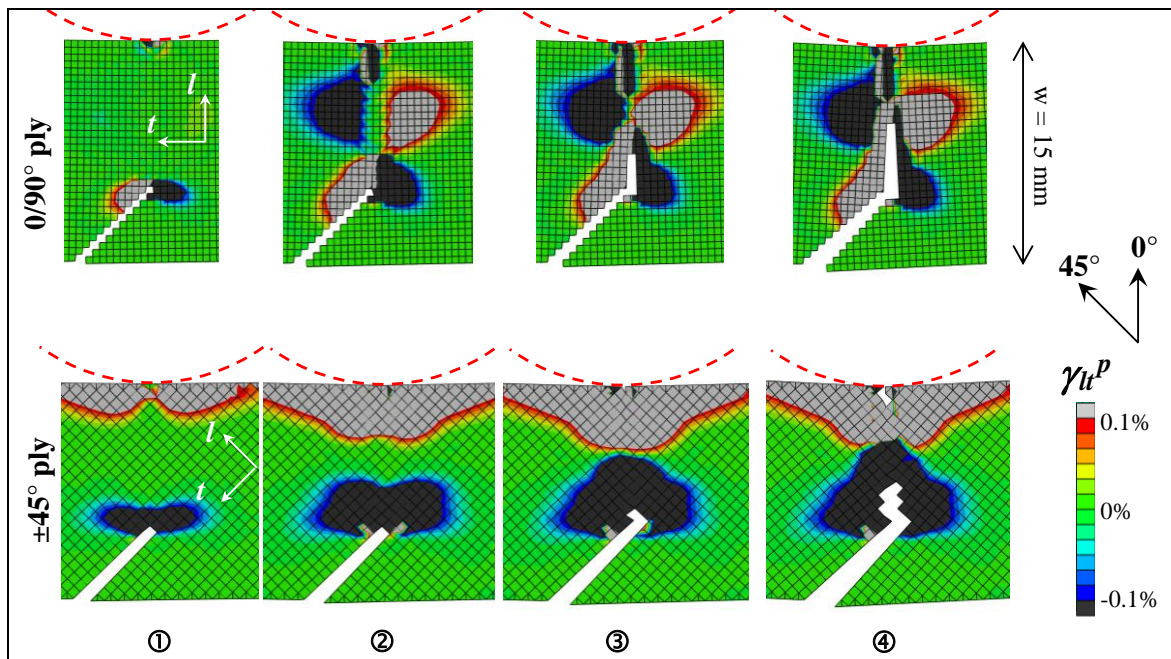 0/90° ply
l
t
w = 15 mm
45°
0°
±45° ply
l
t
γltᵖ
0.1%
0%
-0.1%
① ② ③ ④